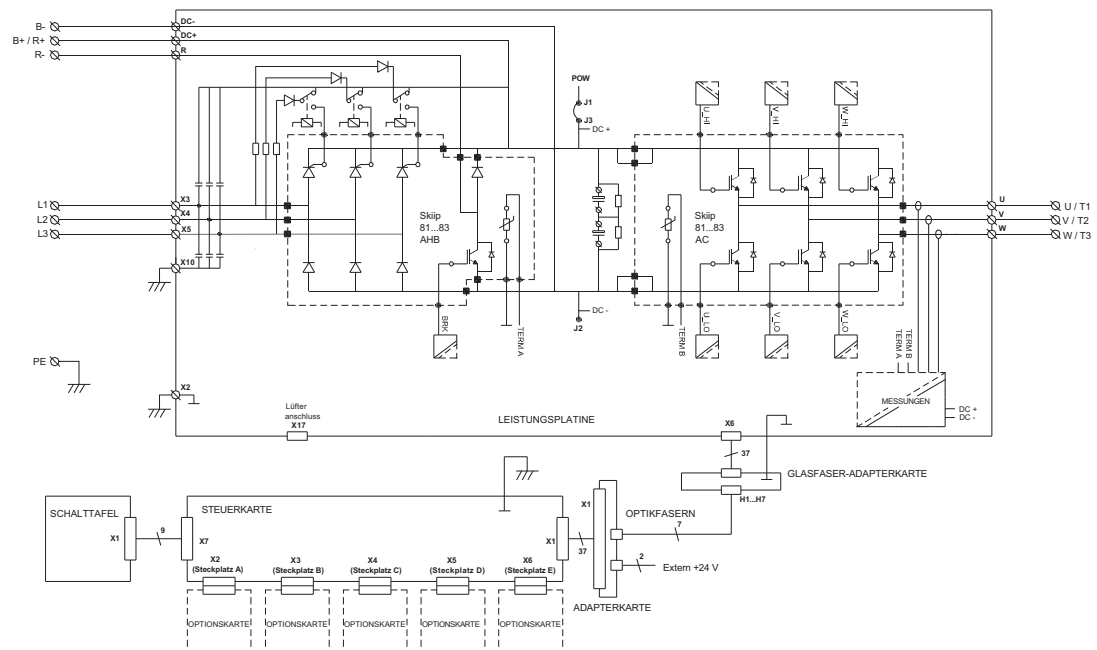 B-
B+ / R+
R-
DC-
DC+
R
POW
J1
J3
DC +
U_HI
V_HI
W_HI
L1
L2
L3
X3
X4
X5
X10
Skiip
81...83
AHB
Skiip
81...83
AC
U
V
W
U / T1
V / T2
W / T3
BRK
TERM A
DC -
J2
TERM B
U_LO
V_LO
W_LO
TERM B
TERM A
MESSUNGEN
DC +
DC -
PE
X2
Lüfter
anschluss
X17
LEISTUNGSPLATINE
X6
37
GLASFASER-ADAPTERKARTE
H1...H7
SCHALTTAFEL
X1
9
STEUERKARTE
X7
X1
37
X1
OPTIKFASERN
7
2
Extern +24 V
ADAPTERKARTE
X2
(Steckplatz A)
X3
(Steckplatz B)
X4
(Steckplatz C)
X5
(Steckplatz D)
X6
(Steckplatz E)
OPTIONSKARTE
OPTIONSKARTE
OPTIONSKARTE
OPTIONSKARTE
OPTIONSKARTE